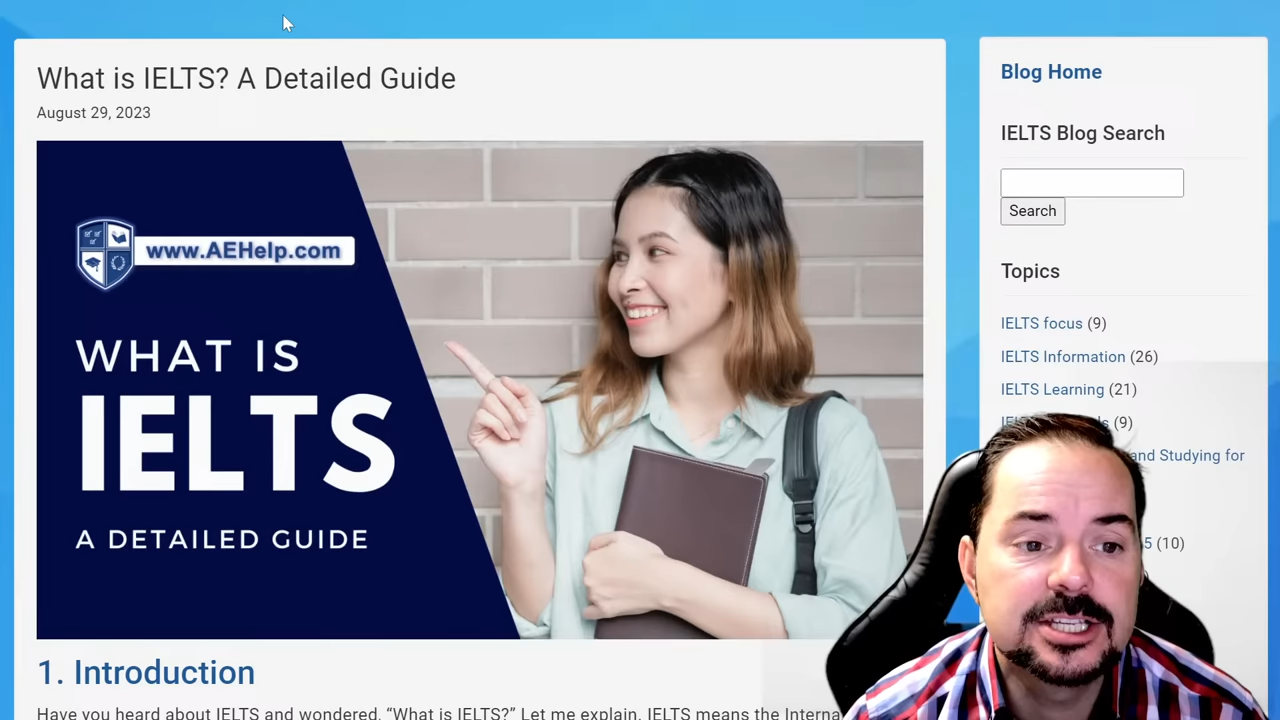 What is IELTS? A Detailed Guide
August 29, 2023
www.AEHelp.com
WHAT IS
IELTS
A DETAILED GUIDE
1. Introduction
Have you heard about IELTS and wondered, “What is IELTS?” Let me explain. IELTS means the
Blog Home
IELTS Blog Search
Search
Topics
IELTS focus (9)
IELTS Information (26)
IELTS Learning (21)
(9)
and Studying for
(10)